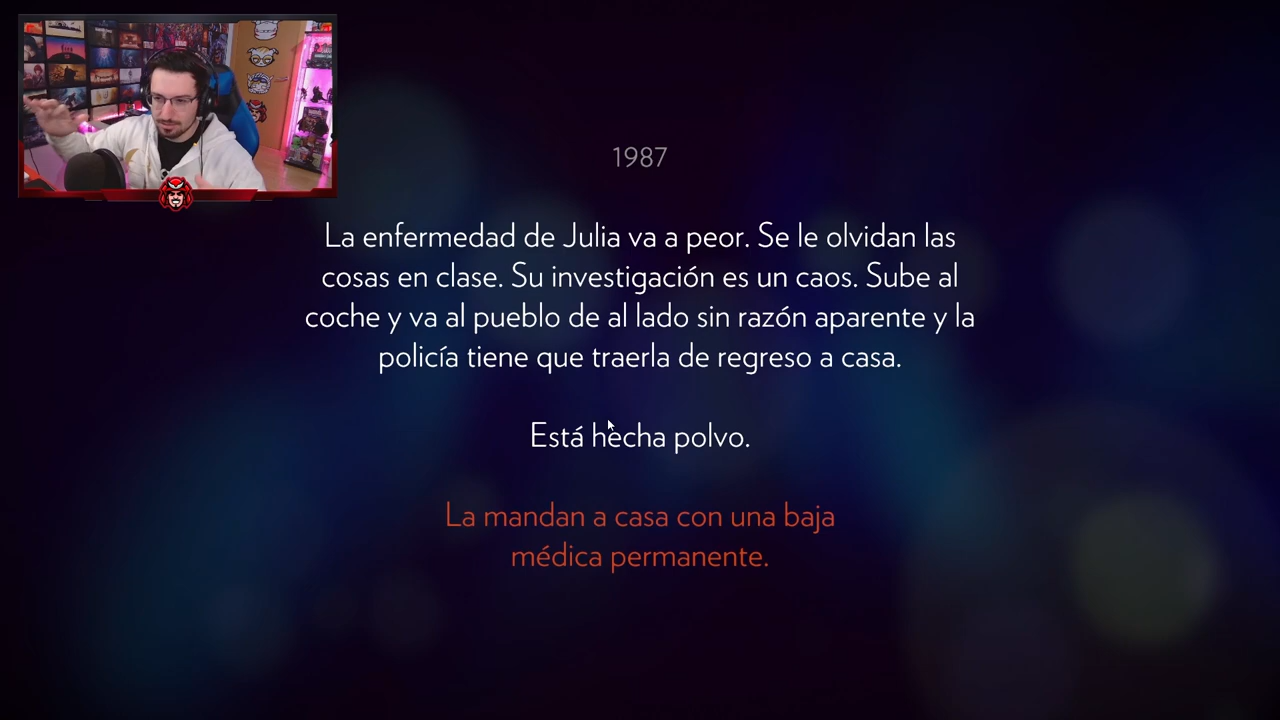 1987
La enfermedad de Julia va a peor. Se le olvidan las
cosas en clase. Su investigación es un caos. Sube al
coche y va al pueblo de al lado sin razón aparente y la
policía tiene que traerla de regreso a casa.
Está hecha polvo.
La mandan a casa con una baja
médica permanente.